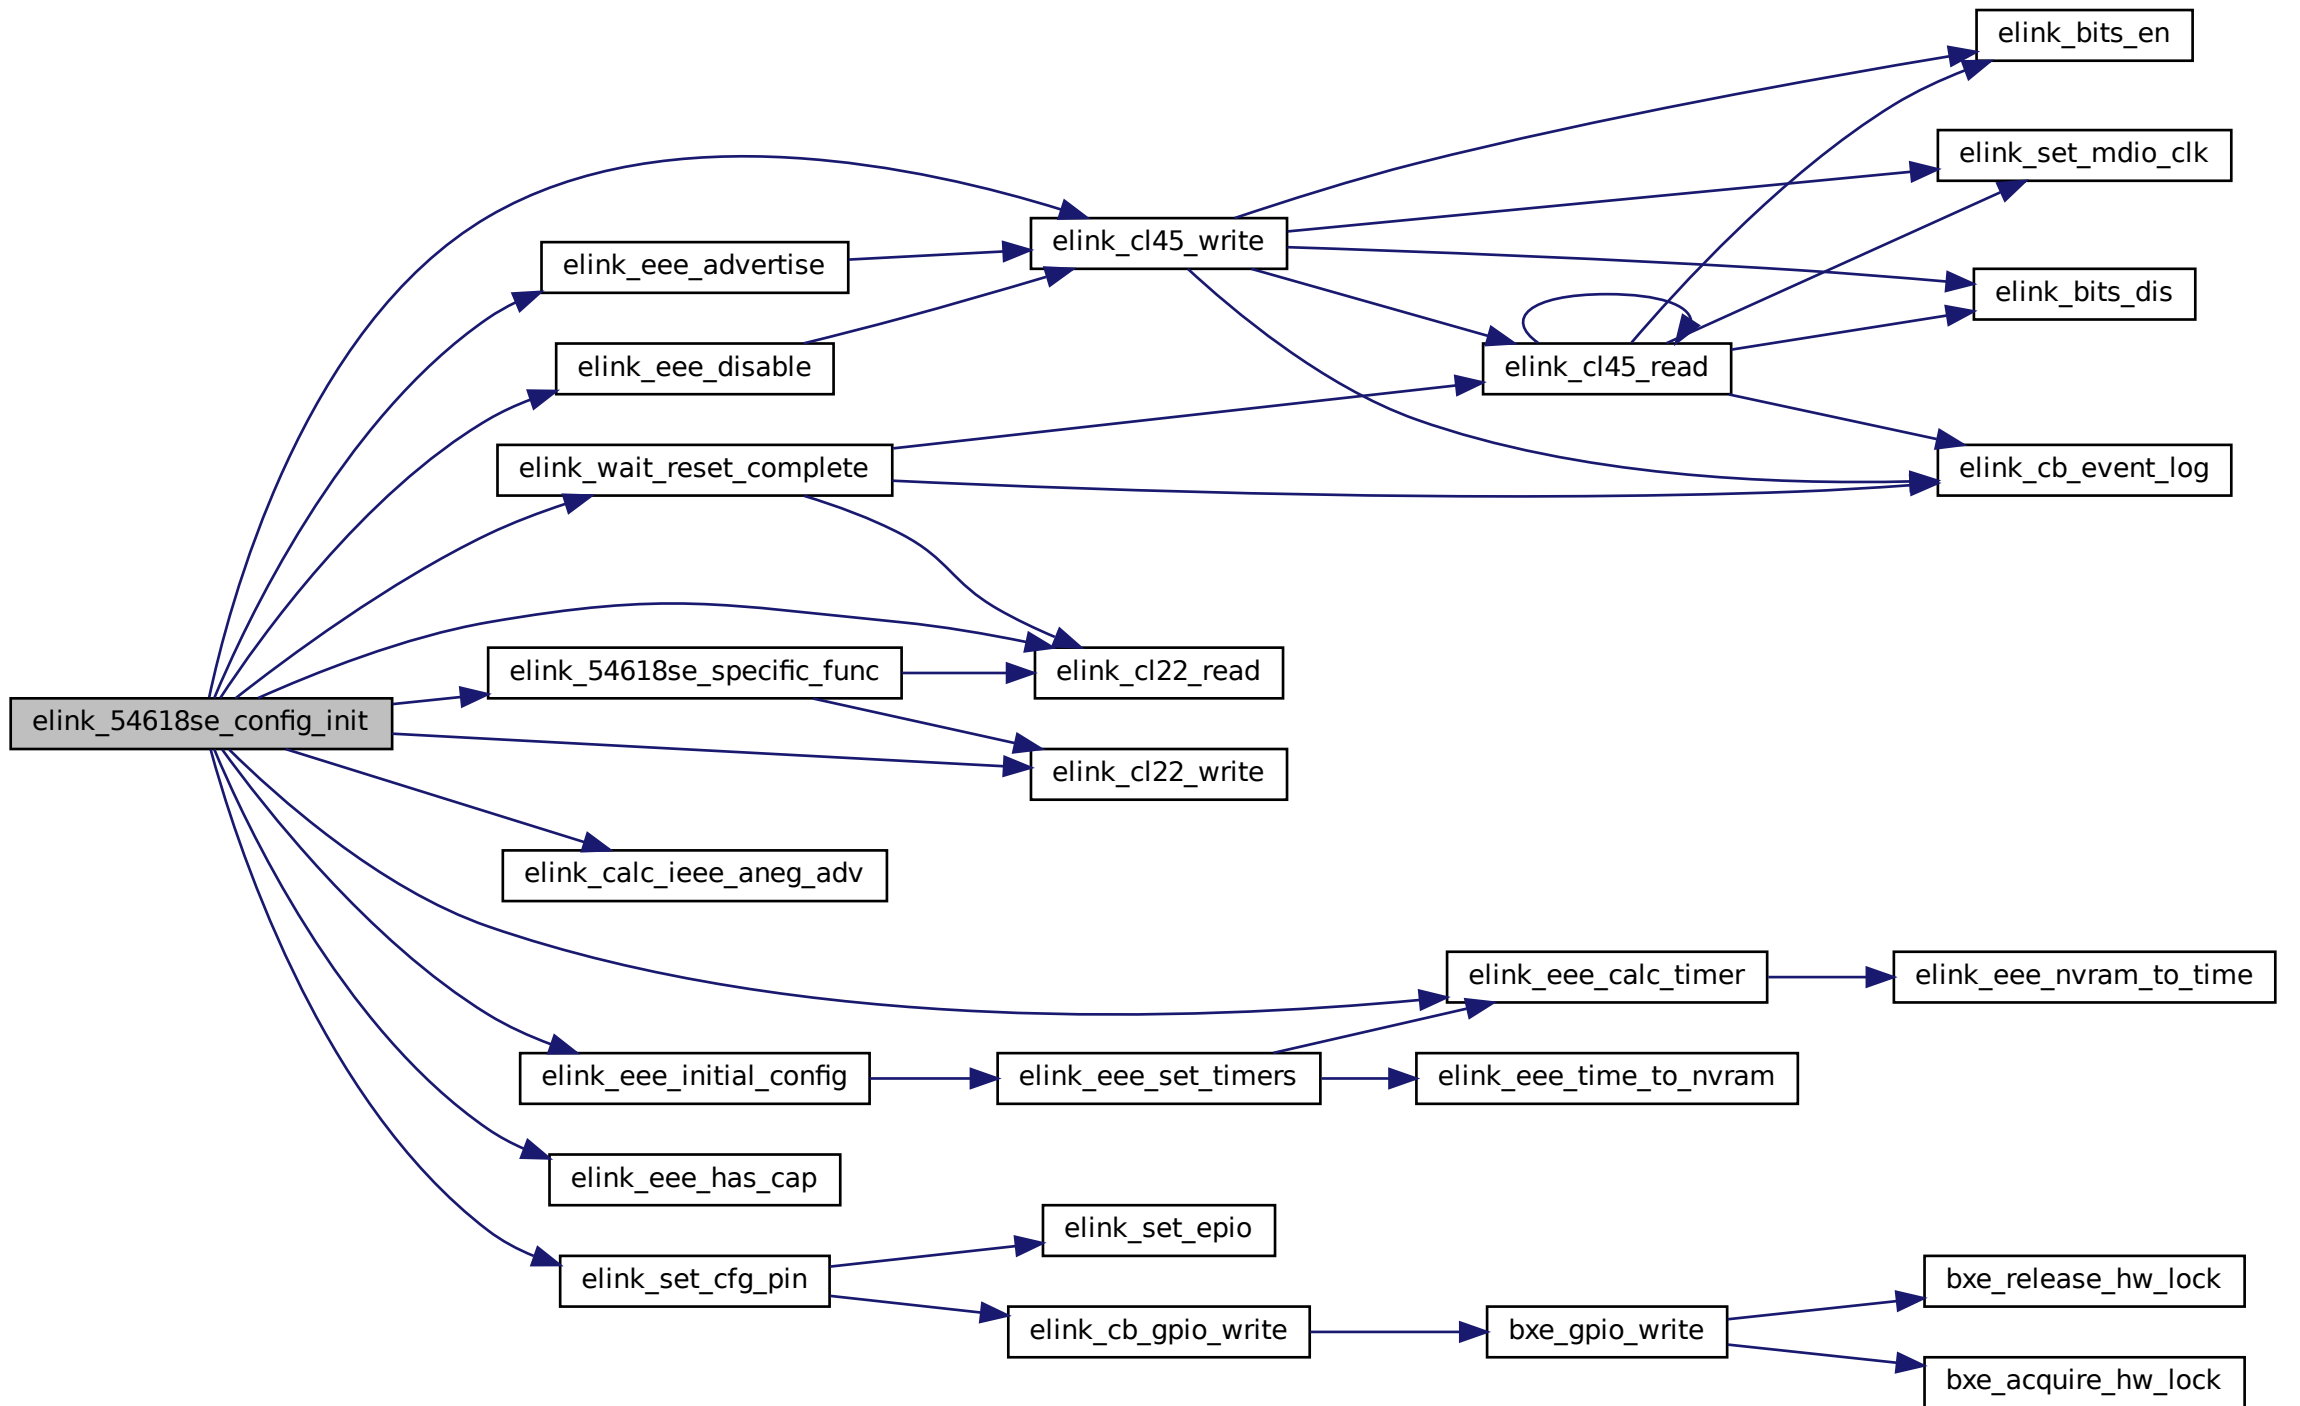 elink_bits_en
elink_set_mdio_clk
elink_cl45_write
elink_eee_advertise
elink_bits_dis
elink_eee_disable
elink_cl45_read
elink_wait_reset_complete
elink_cb_event_log
elink_54618se_specific_func
elink_cl22_read
elink_54618se_config_init
elink_cl22_write
elink_calc_ieee_aneg_adv
elink_eee_calc_timer
elink_eee_nvram_to_time
elink_eee_initial_config
elink_eee_set_timers
elink_eee_time_to_nvram
elink_eee_has_cap
elink_set_epio
elink_set_cfg_pin
bxe_release_hw_lock
elink_cb_gpio_write
bxe_gpio_write
bxe_acquire_hw_lock